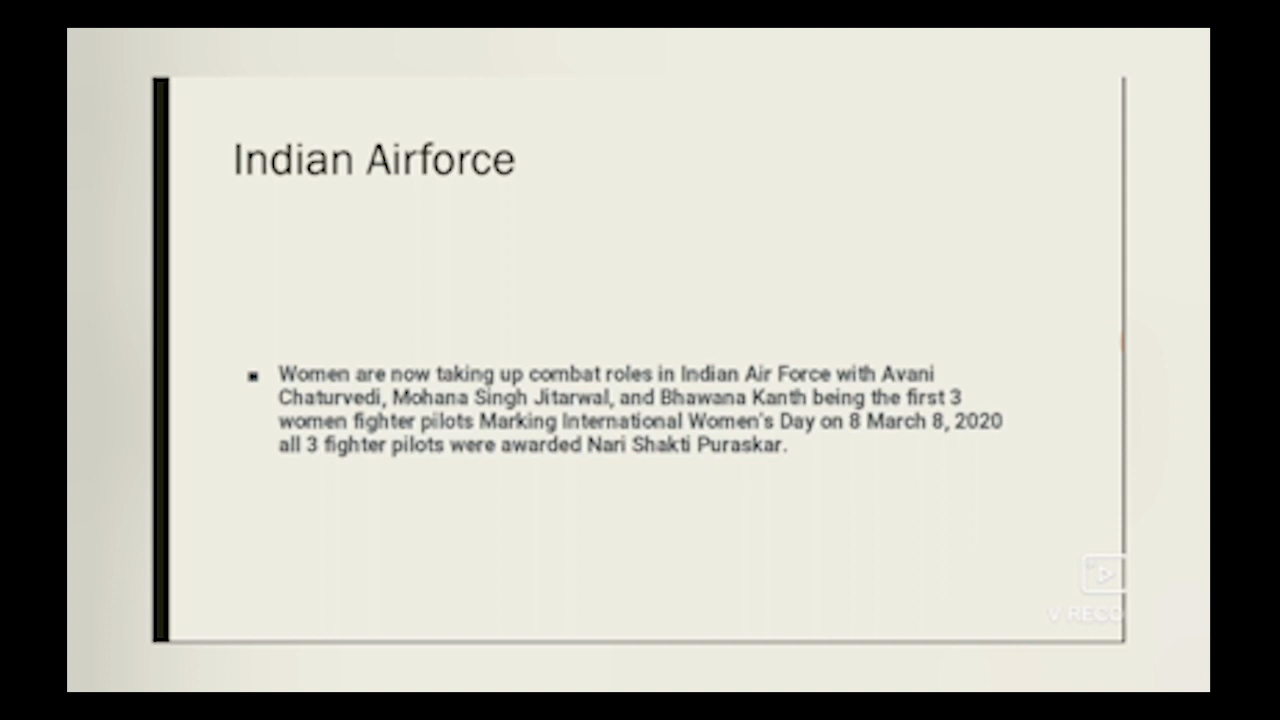 Indian Airforce
Women are now taking up combat roles in Indian Air Force with Avani
Chaturvedi, Mohana Singh Jitarwal, and Bhawana Kanth being the first 3
women fighter pilots Marking International Women's Day on 8 March 8, 2020
all 3 fighter pilots were awarded Nari Shakti Puraskar.
V RECO